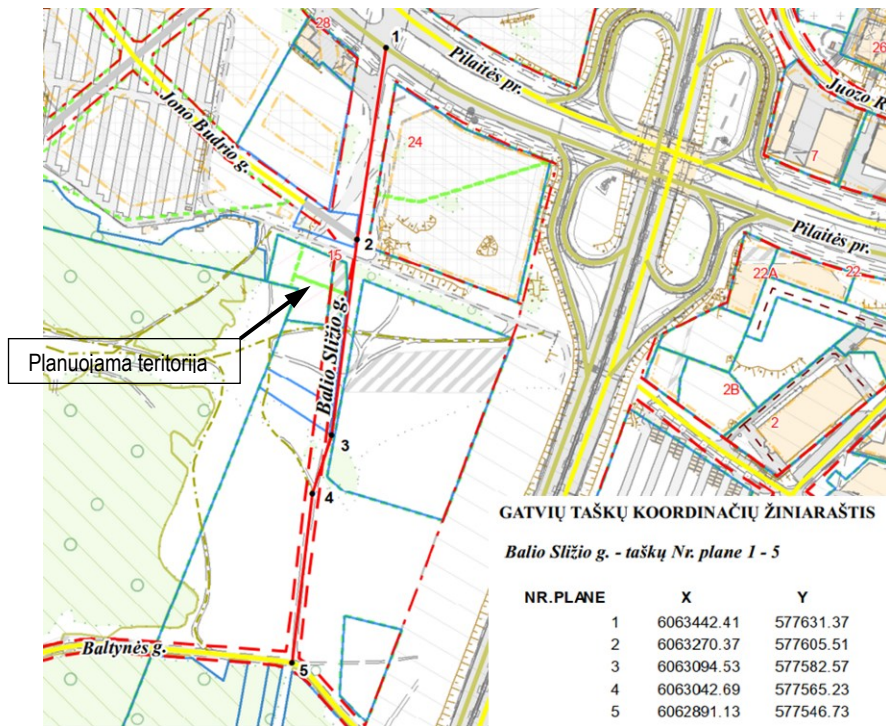 28
1
Pilaitės pr.
26
Juozo R
Jono Budrio g.
24
7
2
15
Pilaitės pr.
22A
22
Planuojama teritorija
Balio Sližio g.
2B
2
3
4
GATVIŲ TAŠKŲ KOORDINAČIŲ ŽINIARAŠTIS
Balio Sližio g. - taškų Nr. plane 1 - 5
NR.PLANE X Y
1 6063442.41 577631.37
2 6063270.37 577605.51
3 6063094.53 577582.57
4 6063042.69 577565.23
5 6062891.13 577546.73
Baltynės g.
5